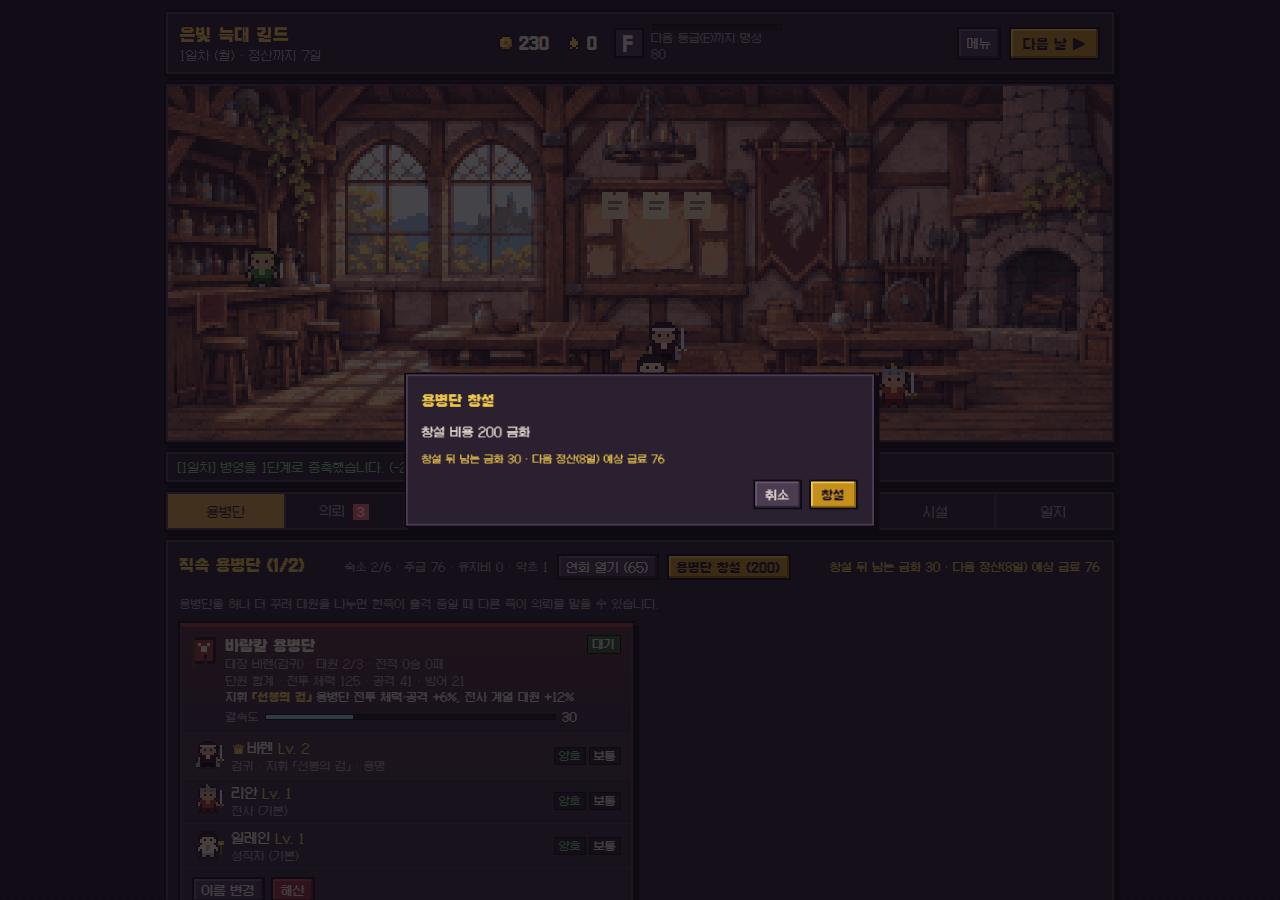 은빛 늑대 길드
1일차 (월) · 정산까지 7일
230
0
F
다음 등급(E)까지 명성
80
메뉴
다음 날 ▶
[1일차] 병영을 1단계로 증축했습니다. (-2
용병단
의뢰 3
시설
일지
용병단 창설
창설 비용 200 금화
창설 뒤 남는 금화 30 · 다음 정산(8일) 예상 급료 76
취소
창설
직속 용병단 (1/2)
숙소 2/6 · 주급 76 · 유지비 0 · 약초 1
연회 열기 (65)
용병단 창설 (200)
창설 뒤 남는 금화 30 · 다음 정산(8일) 예상 급료 76
용병단을 하나 더 꾸려 대원을 나누면 한쪽이 출격 중일 때 다른 쪽이 의뢰를 맡을 수 있습니다.
바람칼 용병단
대기
대장 바렌(검귀) · 대원 2/3 · 전적 0승 0패
단원 합계 · 전투 체력 125 · 공격 41 · 방어 21
지휘 「선봉의 검」 용병단 전투 체력·공격 +6%, 전사 계열 대원 +12%
결속도
30
바렌 Lv. 2
검귀 · 지휘 「선봉의 검」 · 용명
양호
보통
리안 Lv. 1
전사 (기본)
양호
보통
일레인 Lv. 1
성직자 (기본)
양호
보통
이름 변경
해산